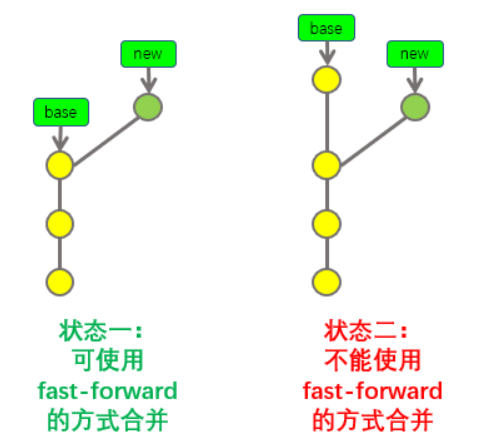 base
new
base
new
状态一：
可使用
fast-forward
的方式合并
状态二：
不能使用
fast-forward
的方式合并